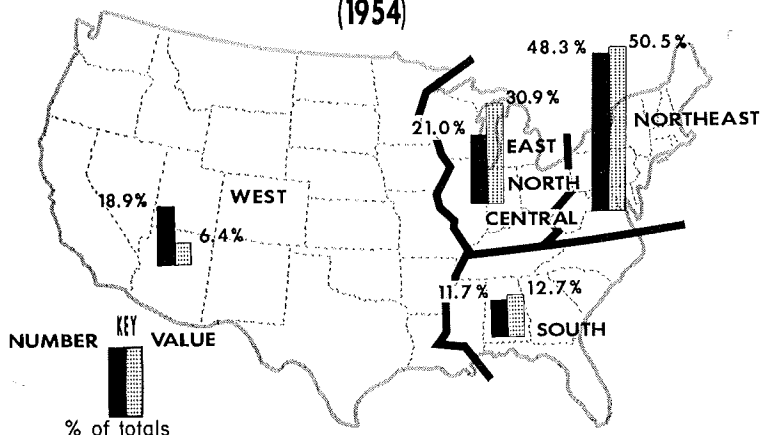 (1954)
48.3% 50.5%
30.9%
21.0%
NORTHEAST
EAST
NORTH
CENTRAL
WEST
18.9%
6.4%
11.7% 12.7%
SOUTH
KEY
NUMBER VALUE
% of totals